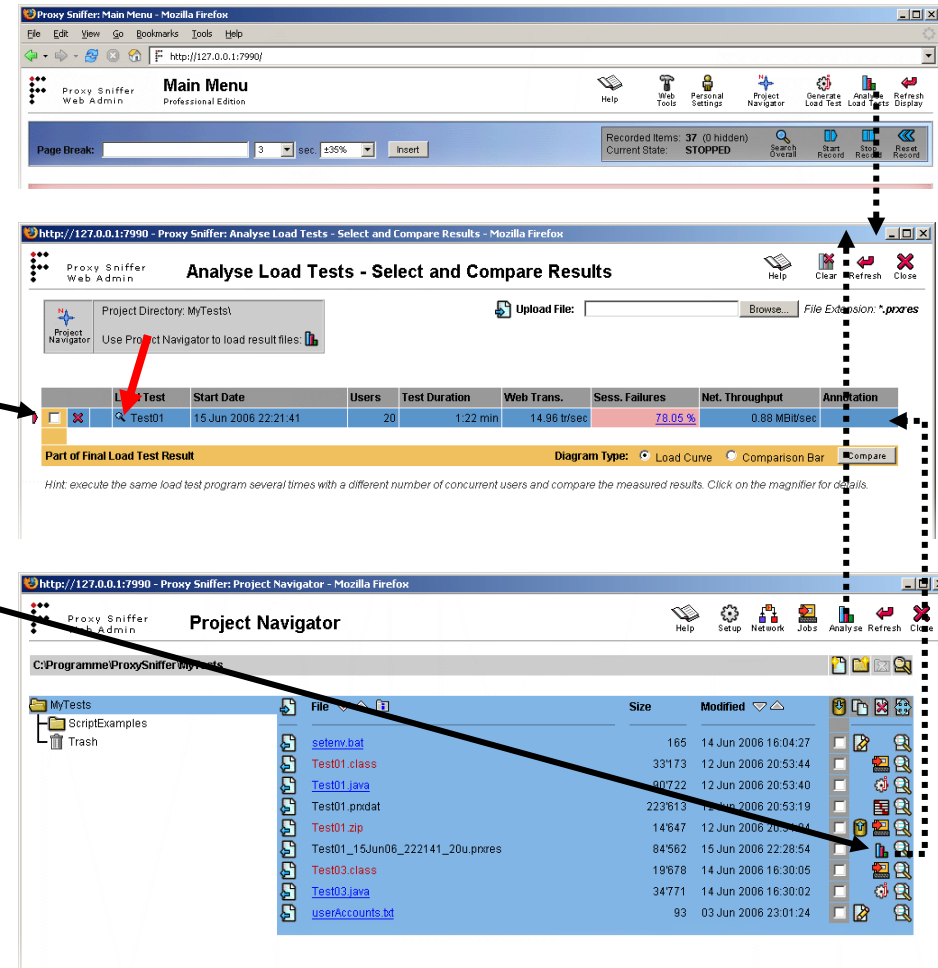 Proxy Sniffer: Main Menu - Mozilla Firefox
File Edit View Go Bookmarks Tools Help
http://127.0.0.1:7990/
Proxy Sniffer
Web Admin
Main Menu
Professional Edition
Help
Web Tools
Personal Settings
Project Navigator
Generate Load Test
Analyse Load Tests
Refresh Display
Page Break: 3 sec. ±35% Insert
Recorded Items: 37 (0 hidden)
Current State: STOPPED
Search Overall
Start Record
Stop Record
Reset Record
http://127.0.0.1:7990 - Proxy Sniffer: Analyse Load Tests - Select and Compare Results - Mozilla Firefox
Proxy Sniffer
Web Admin
Analyse Load Tests - Select and Compare Results
Help Clear Refresh Close
Project Navigator
Project Directory: MyTests\
Use Project Navigator to load result files:
Upload File: Browse... File Extension: *.prxres
Load Test Start Date Users Test Duration Web Trans. Sess. Failures Net. Throughput Annotation
Test01 15 Jun 2006 22:21:41 20 1:22 min 14.96 tr/sec 78.05 % 0.88 MBit/sec
Part of Final Load Test Result Diagram Type: Load Curve Comparison Bar Compare
Hint: execute the same load test program several times with a different number of concurrent users and compare the measured results. Click on the magnifier for details.
http://127.0.0.1:7990 - Proxy Sniffer: Project Navigator - Mozilla Firefox
Proxy Sniffer
Web Admin
Project Navigator
Help Setup Network Jobs Analyse Refresh Close
C:\Programme\ProxySniffer\MyTests
MyTests
ScriptExamples
Trash
File Size Modified
setenv.bat 165 14 Jun 2006 16:04:27
Test01.class 33'173 12 Jun 2006 20:53:44
Test01.java 12 Jun 2006 20:53:40
Test01.prxdat 223'613 12 Jun 2006 20:53:19
Test01.zip 14'647 12 Jun 2006
Test01_15Jun06_222141_20u.prxres 84'562 15 Jun 2006 22:28:54
Test03.class 19'678 14 Jun 2006 16:30:05
Test03.java 34'771 14 Jun 2006 16:30:02
userAccounts.txt 93 03 Jun 2006 23:01:24